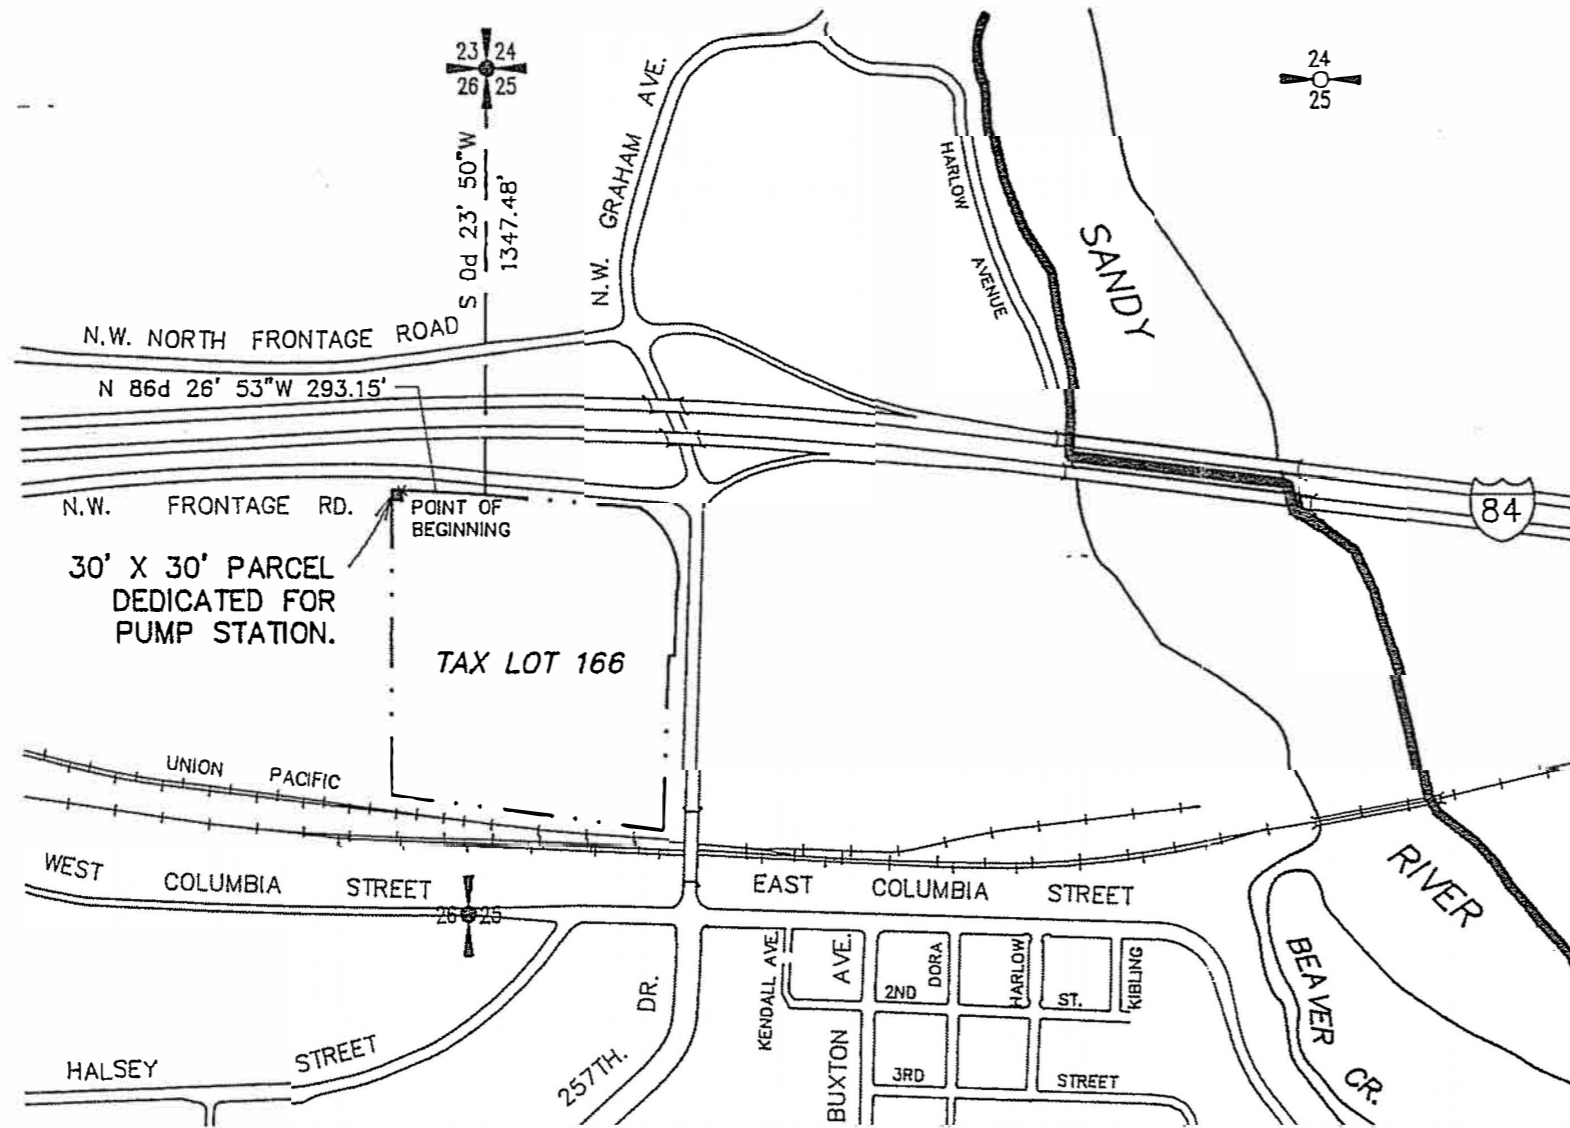 23 24
26 25
24
25
S 0d 23' 50"W
1347.48'
N.W. GRAHAM AVE.
HARLOW
AVENUE
SANDY
N.W. NORTH FRONTAGE ROAD
N 86d 26' 53"W 293.15'
N.W. FRONTAGE RD.
POINT OF
BEGINNING
84
30' X 30' PARCEL
DEDICATED FOR
PUMP STATION.
TAX LOT 166
UNION PACIFIC
WEST COLUMBIA STREET
EAST COLUMBIA STREET
26 25
RIVER
BEAVER CR.
KENDALL AVE.
BUXTON AVE.
DORA
HARLOW
KIBLING
2ND ST.
3RD STREET
257TH. DR.
HALSEY STREET